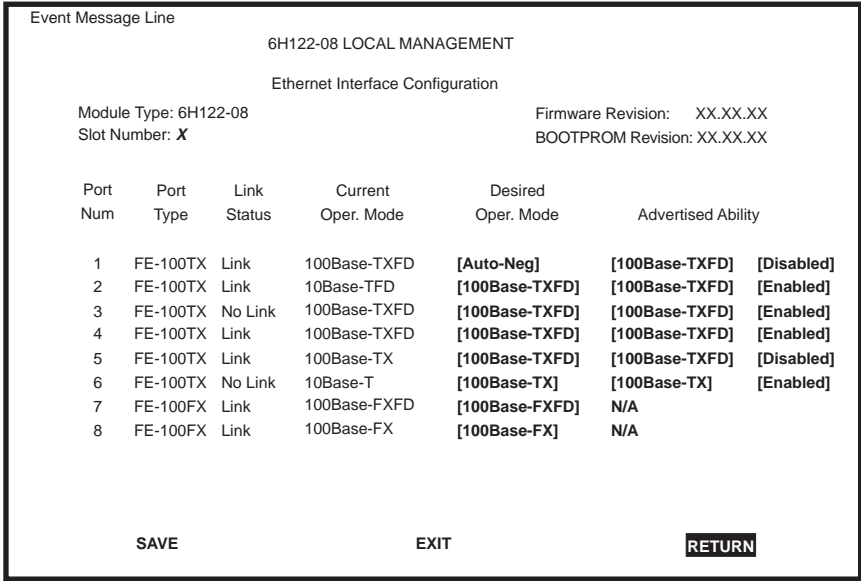 Event Message Line
6H122-08 LOCAL MANAGEMENT
Ethernet Interface Configuration
Module Type: 6H122-08 Firmware Revision: XX.XX.XX
Slot Number: X BOOTPROM Revision: XX.XX.XX
Port Port Link Current Desired
Num Type Status Oper. Mode Oper. Mode Advertised Ability
1 FE-100TX Link 100Base-TXFD [Auto-Neg] [100Base-TXFD] [Disabled]
2 FE-100TX Link 10Base-TFD [100Base-TXFD] [100Base-TXFD] [Enabled]
3 FE-100TX No Link 100Base-TXFD [100Base-TXFD] [100Base-TXFD] [Enabled]
4 FE-100TX Link 100Base-TXFD [100Base-TXFD] [100Base-TXFD] [Enabled]
5 FE-100TX Link 100Base-TX [100Base-TXFD] [100Base-TXFD] [Disabled]
6 FE-100TX No Link 10Base-T [100Base-TX] [100Base-TX] [Enabled]
7 FE-100FX Link 100Base-FXFD [100Base-FXFD] N/A
8 FE-100FX Link 100Base-FX [100Base-FX] N/A
SAVE EXIT RETURN